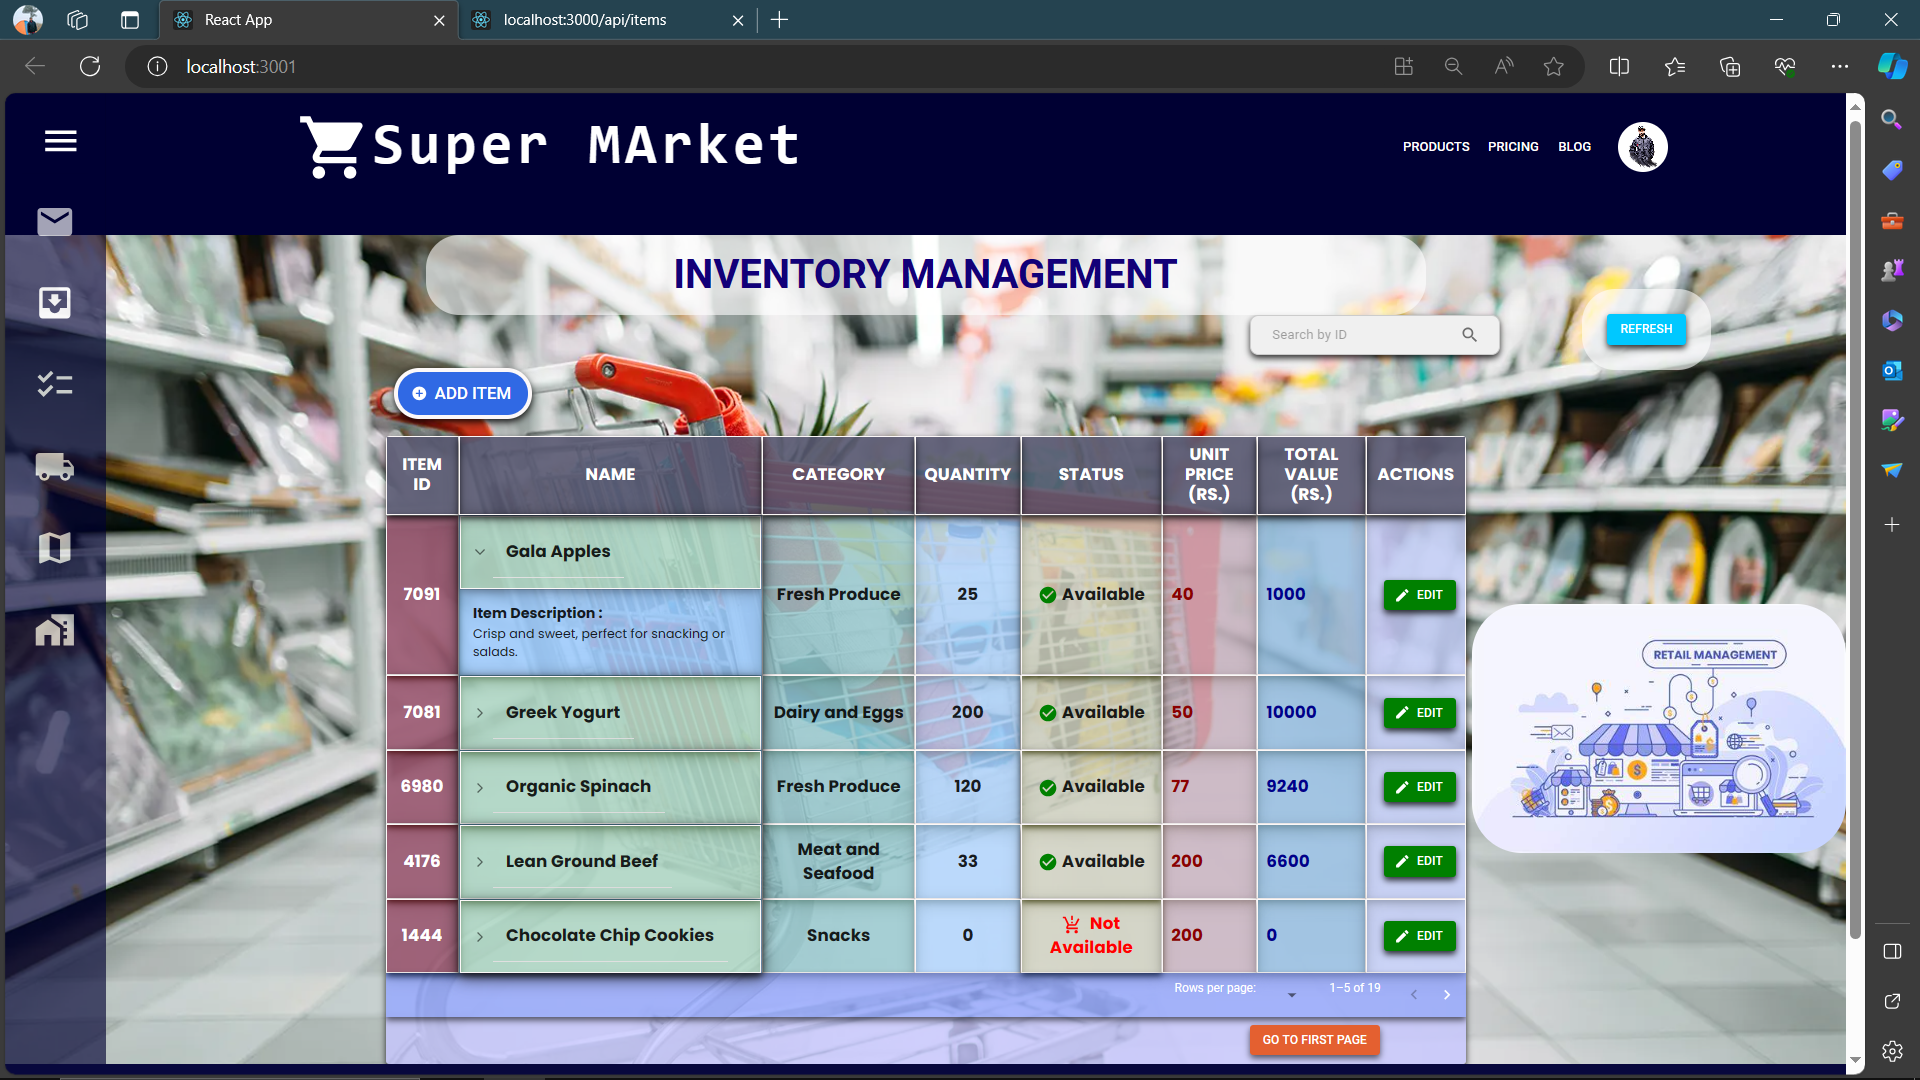 React App
localhost:3000/api/items
localhost:3001
Super MArket
PRODUCTS PRICING BLOG
INVENTORY MANAGEMENT
Search by ID
REFRESH
ADD ITEM
ITEM ID NAME CATEGORY QUANTITY STATUS UNIT PRICE (RS.) TOTAL VALUE (RS.) ACTIONS
7091 Gala Apples Fresh Produce 25 Available 40 1000 EDIT
Item Description :
Crisp and sweet, perfect for snacking or
salads.
7081 Greek Yogurt Dairy and Eggs 200 Available 50 10000 EDIT
6980 Organic Spinach Fresh Produce 120 Available 77 9240 EDIT
4176 Lean Ground Beef Meat and Seafood 33 Available 200 6600 EDIT
1444 Chocolate Chip Cookies Snacks 0 Not Available 200 0 EDIT
RETAIL MANAGEMENT
Rows per page: 1–5 of 19
GO TO FIRST PAGE